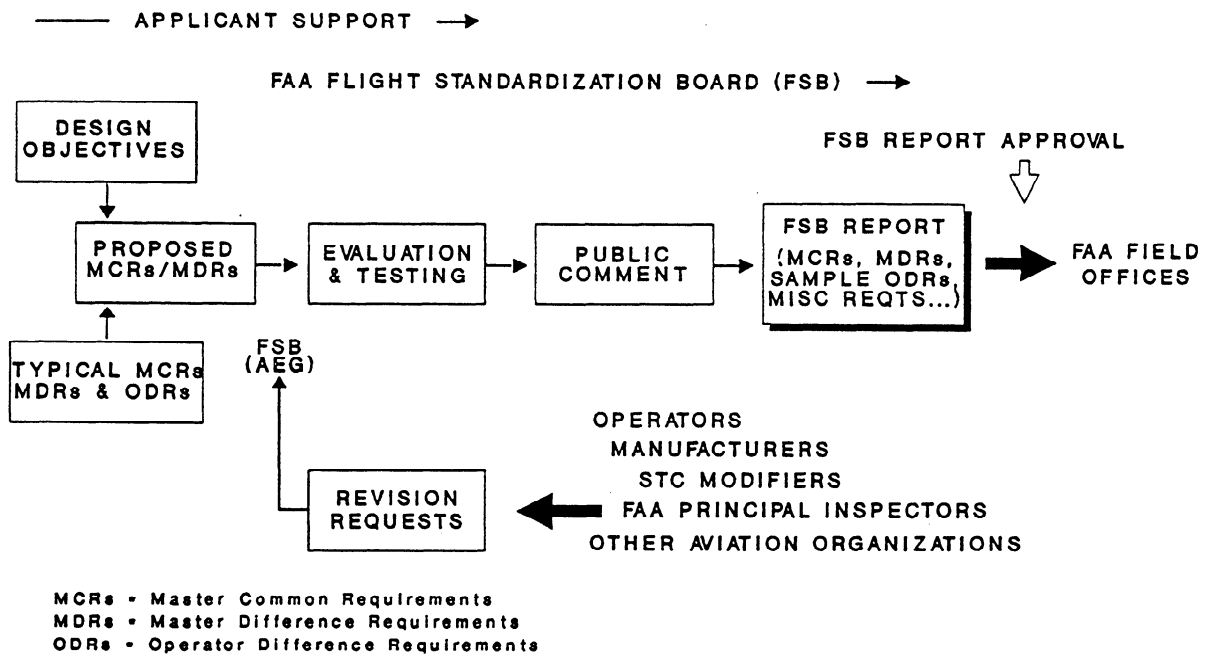 APPLICANT SUPPORT
FAA FLIGHT STANDARDIZATION BOARD (FSB)
DESIGN
OBJECTIVES
FSB REPORT APPROVAL
PROPOSED
MCRs/MDRs
EVALUATION
& TESTING
PUBLIC
COMMENT
FSB REPORT
(MCRs, MDRs,
SAMPLE ODRs,
MISC REQTS...)
FAA FIELD
OFFICES
TYPICAL MCRs
MDRs & ODRs
FSB
(AEG)
REVISION
REQUESTS
OPERATORS
MANUFACTURERS
STC MODIFIERS
FAA PRINCIPAL INSPECTORS
OTHER AVIATION ORGANIZATIONS
MCRs - Master Common Requirements
MDRs - Master Difference Requirements
ODRs - Operator Difference Requirements